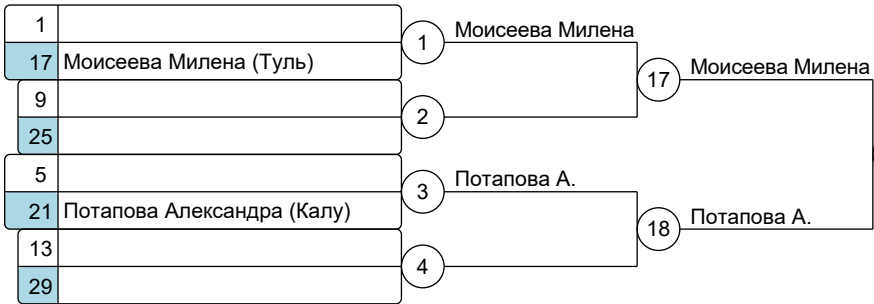 1
1 Моисеева Милена
17 Моисеева Милена (Туль)
17 Моисеева Милена
9
2
25
5
3 Потапова А.
21 Потапова Александра (Калу)
18 Потапова А.
13
4
29